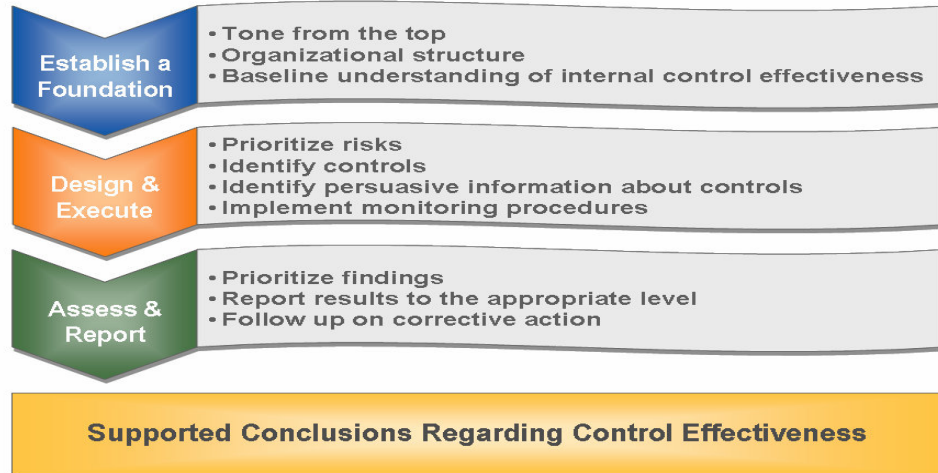 Establish a
Foundation
• Tone from the top
• Organizational structure
• Baseline understanding of internal control effectiveness
Design &
Execute
• Prioritize risks
• Identify controls
• Identify persuasive information about controls
• Implement monitoring procedures
Assess &
Report
• Prioritize findings
• Report results to the appropriate level
• Follow up on corrective action
Supported Conclusions Regarding Control Effectiveness